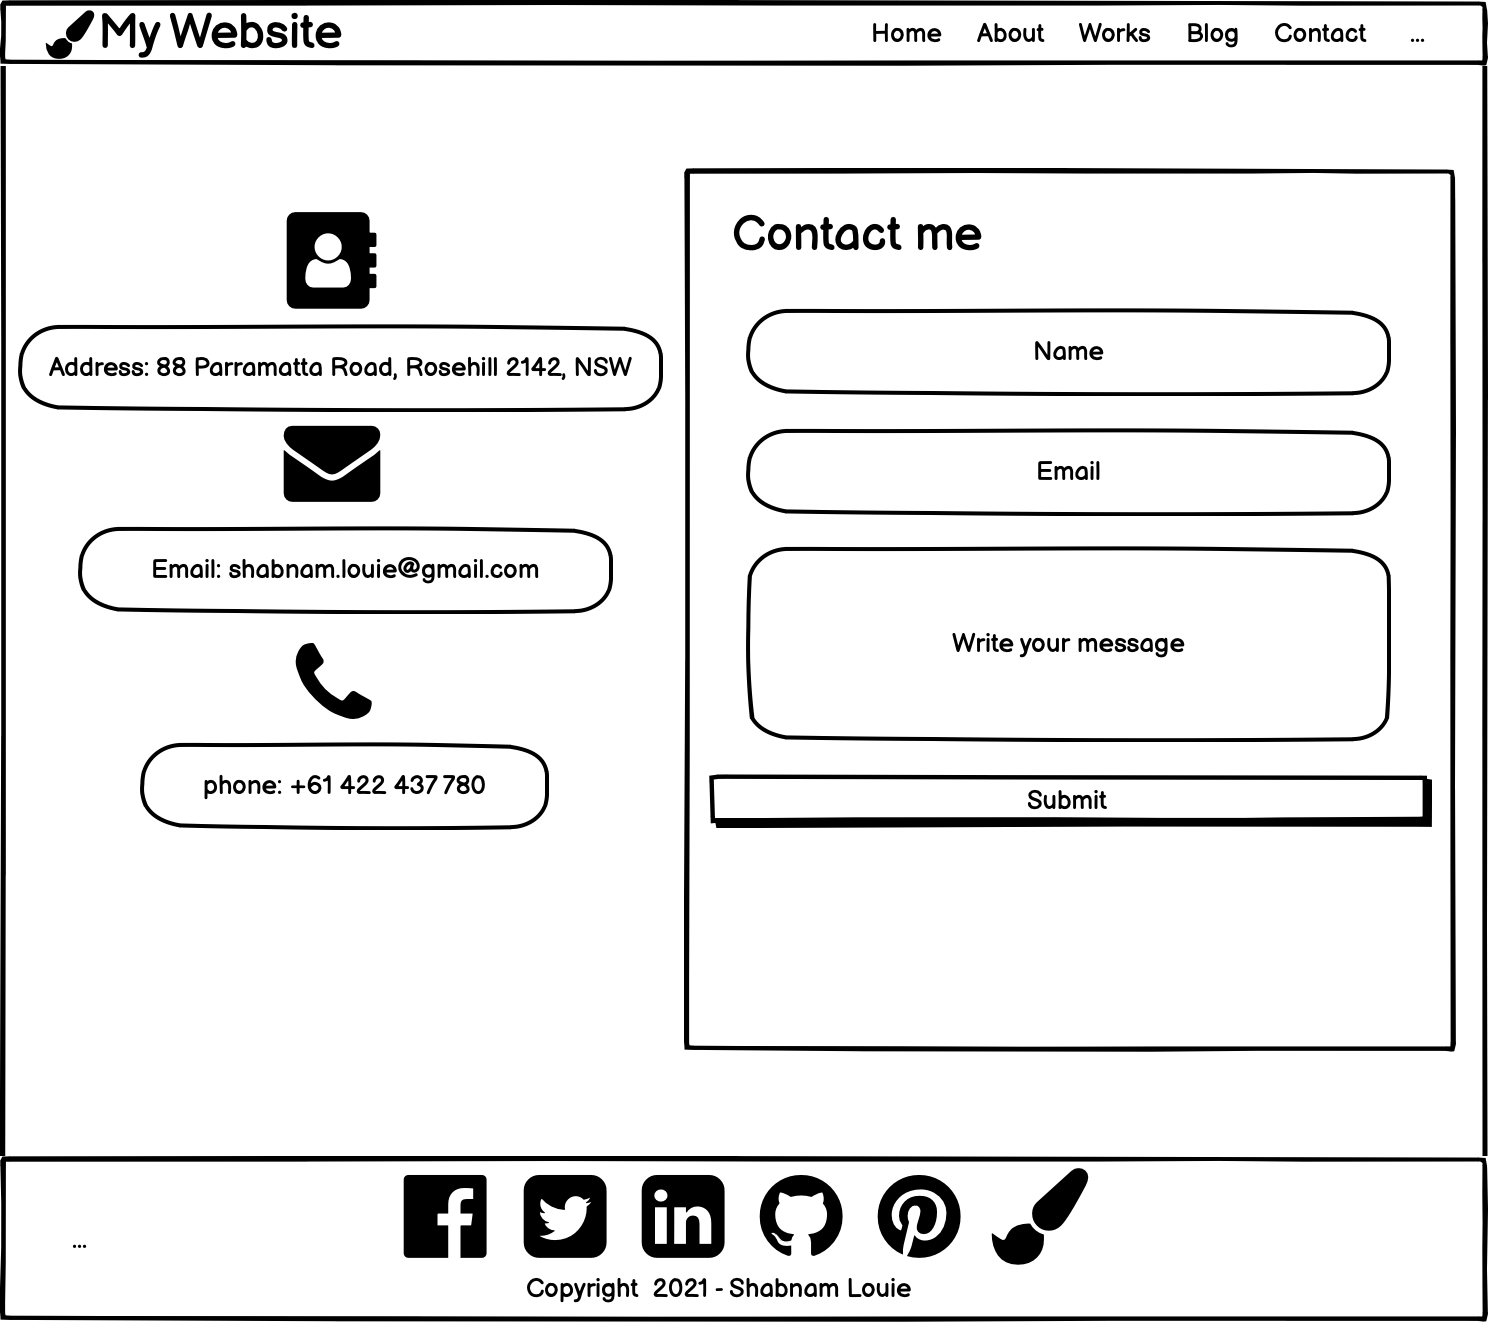 My Website
Home About Works Blog Contact ...
Address: 88 Parramatta Road, Rosehill 2142, NSW
Email: shabnam.louie@gmail.com
phone: +61 422 437 780
Contact me
Name
Email
Write your message
Submit
...
Copyright 2021 - Shabnam Louie